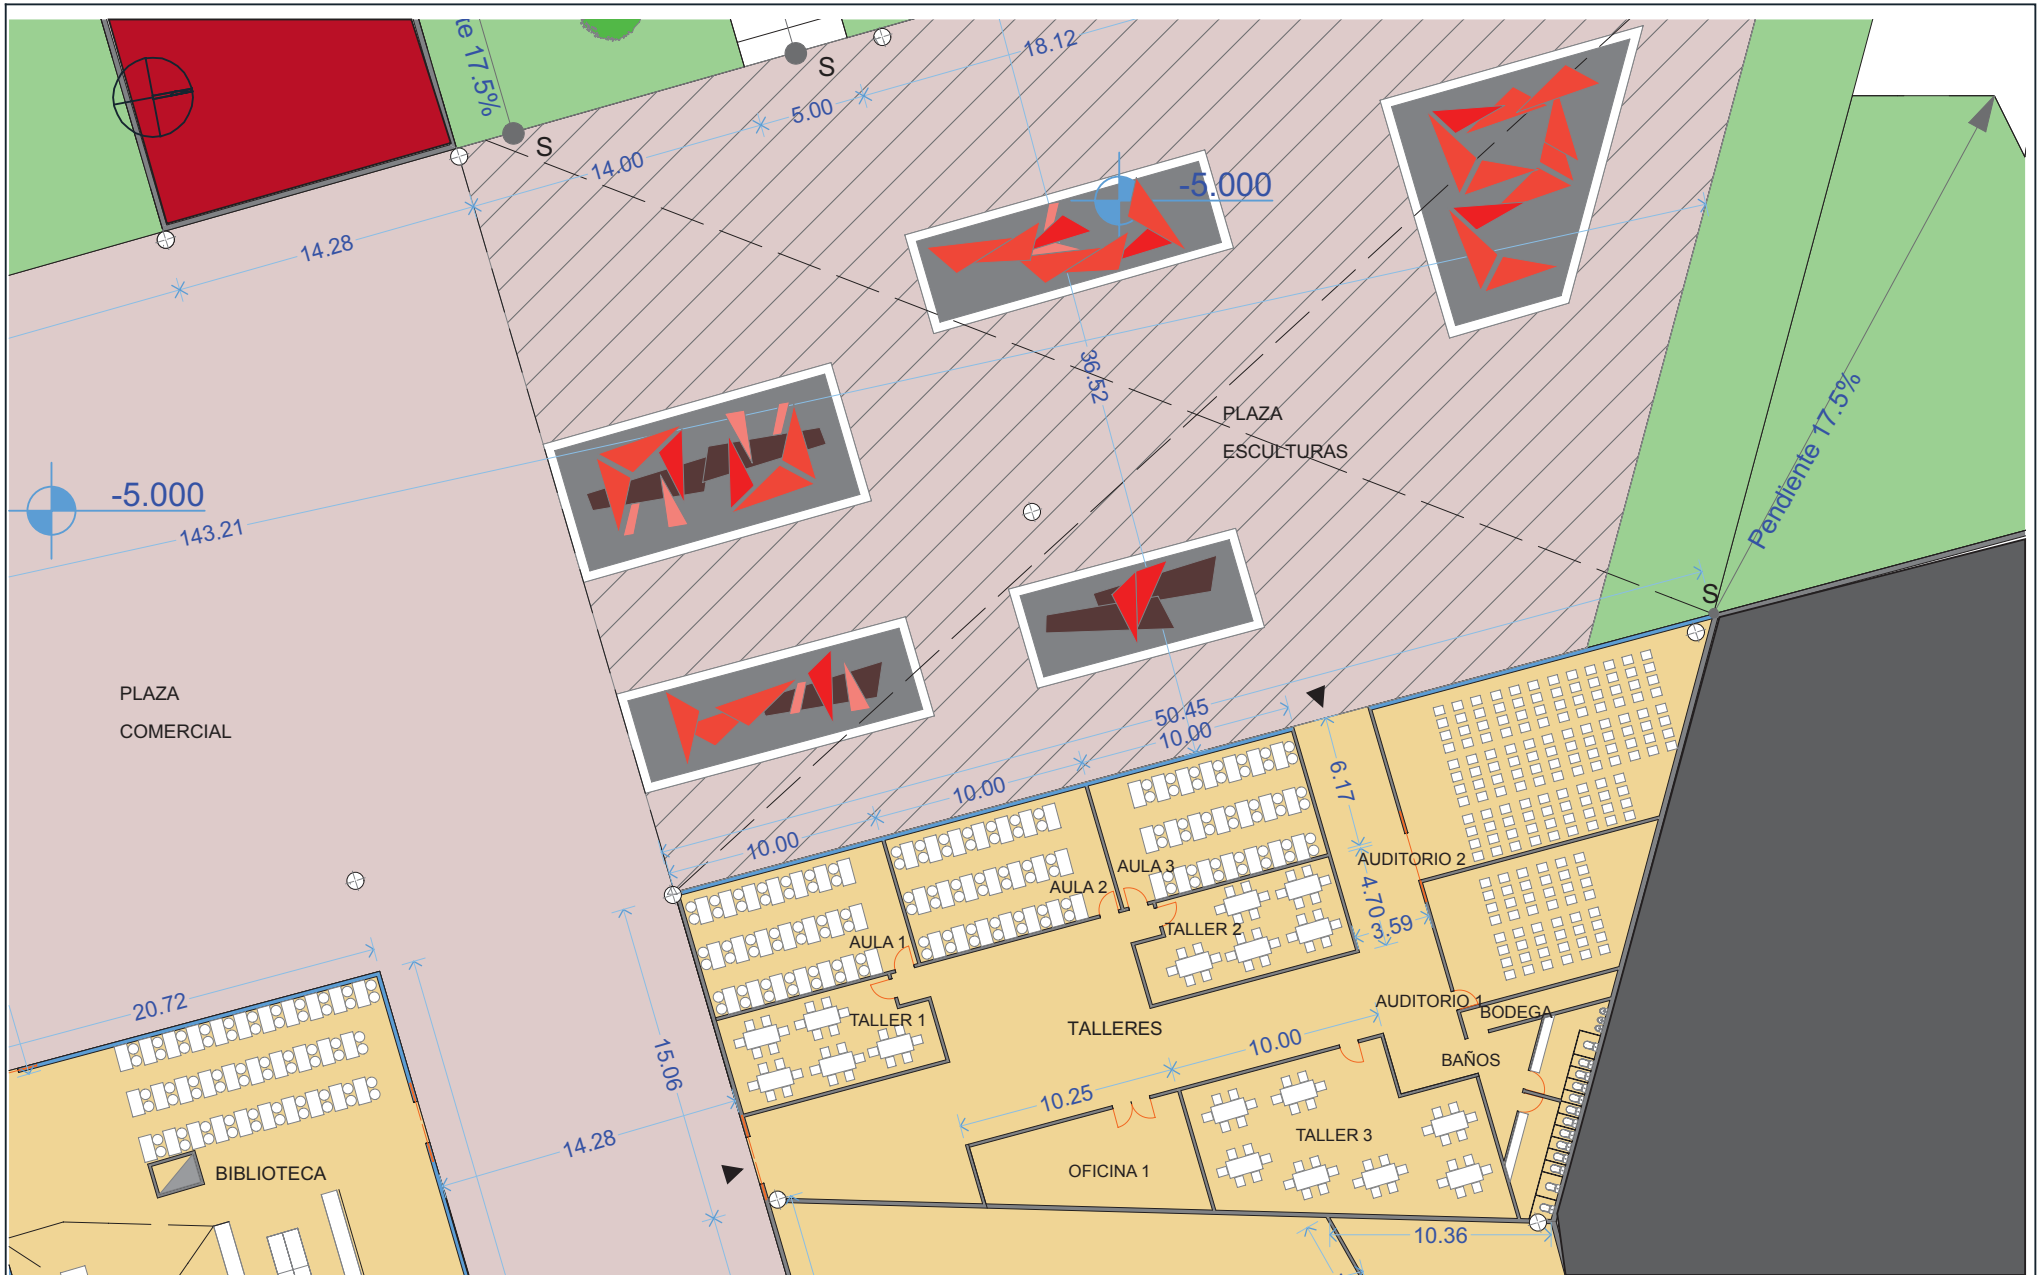 te 17.5%
S
S
18.12
5.00
14.00
14.28
-5.000
36.52
PLAZA
ESCULTURAS
Pendiente 17.5%
-5.000
143.21
S
PLAZA
COMERCIAL
50.45
10.00
10.00
10.00
6.17
AUDITORIO 2
AULA 3
AULA 2
4.70
3.59
TALLER 2
AULA 1
20.72
AUDITORIO 1
BODEGA
TALLER 1
TALLERES
10.00
15.06
BAÑOS
10.25
14.28
TALLER 3
OFICINA 1
BIBLIOTECA
10.36